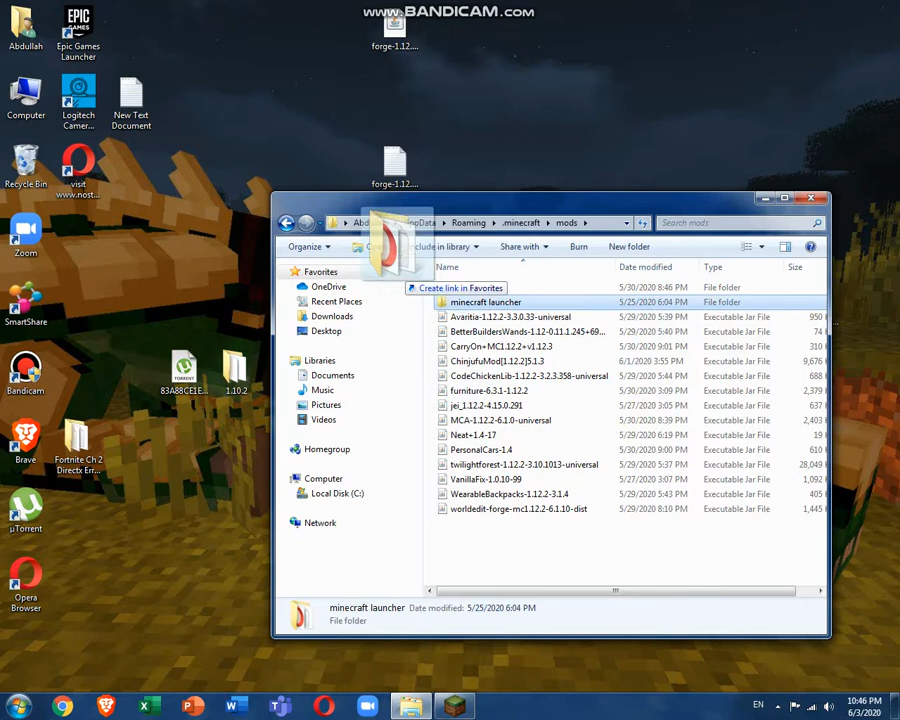 www.BANDICAM.com
Abdullah
Epic Games
Launcher
forge-1.12....
Computer
Logitech
Camer...
New Text
Document
Recycle Bin
visit
www.nost...
forge-1.12....
Zoom
SmartShare
Bandicam
TORRENT
83A88CE1E...
1.10.2
Brave
Fortnite Ch 2
Directx Err...
µTorrent
Opera
Browser
Roaming
.minecraft
mods
Search mods
Organize
Include in library
Share with
Burn
New folder
Favorites
OneDrive
Recent Places
Downloads
Desktop
Libraries
Documents
Music
Pictures
Videos
Homegroup
Computer
Local Disk (C:)
Network
Create link in Favorites
Name Date modified Type Size
5/30/2020 8:46 PM File folder
minecraft launcher 5/25/2020 6:04 PM File folder
Avaritia-1.12.2-3.3.0.33-universal 5/29/2020 5:39 PM Executable Jar File 950
BetterBuildersWands-1.12-0.11.1.245+69... 5/29/2020 5:40 PM Executable Jar File 74
CarryOn+MC1.12.2+v1.12.3 5/30/2020 9:01 PM Executable Jar File 310
ChinjufuMod[1.12.2]5.1.3 6/1/2020 3:55 PM Executable Jar File 9,676
CodeChickenLib-1.12.2-3.2.3.358-universal 5/29/2020 5:44 PM Executable Jar File 688
furniture-6.3.1-1.12.2 5/29/2020 5:08 PM Executable Jar File 2,379
jei_1.12.2-4.15.0.291 5/27/2020 3:05 PM Executable Jar File 637
MCA-1.12.2-6.1.0-universal 5/30/2020 8:39 PM Executable Jar File 2,403
Neat+1.4-17 5/29/2020 6:19 PM Executable Jar File 19
PersonalCars-1.4 5/30/2020 9:00 PM Executable Jar File 60
twilightforest-1.12.2-3.10.1013-universal 5/29/2020 5:37 PM Executable Jar File 28,049
VanillaFix-1.0.10-99 5/27/2020 3:07 PM Executable Jar File 1,092
WearableBackpacks-1.12.2-3.1.4 5/29/2020 5:43 PM Executable Jar File 405
worldedit-forge-mc1.12.2-6.1.10-dist 5/29/2020 8:10 PM Executable Jar File 1,445
minecraft launcher Date modified: 5/25/2020 6:04 PM
File folder
EN
10:46 PM
6/3/2020